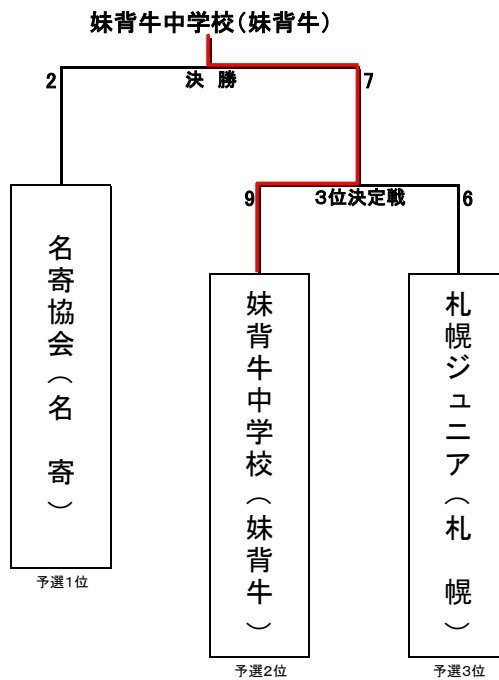 妹背牛中学校(妹背牛)
2
決 勝
7
9
3位決定戦
6
名寄協会(名 寄)
妹背牛中学校(妹背牛)
札幌ジュニア(札 幌)
予選1位
予選2位
予選3位